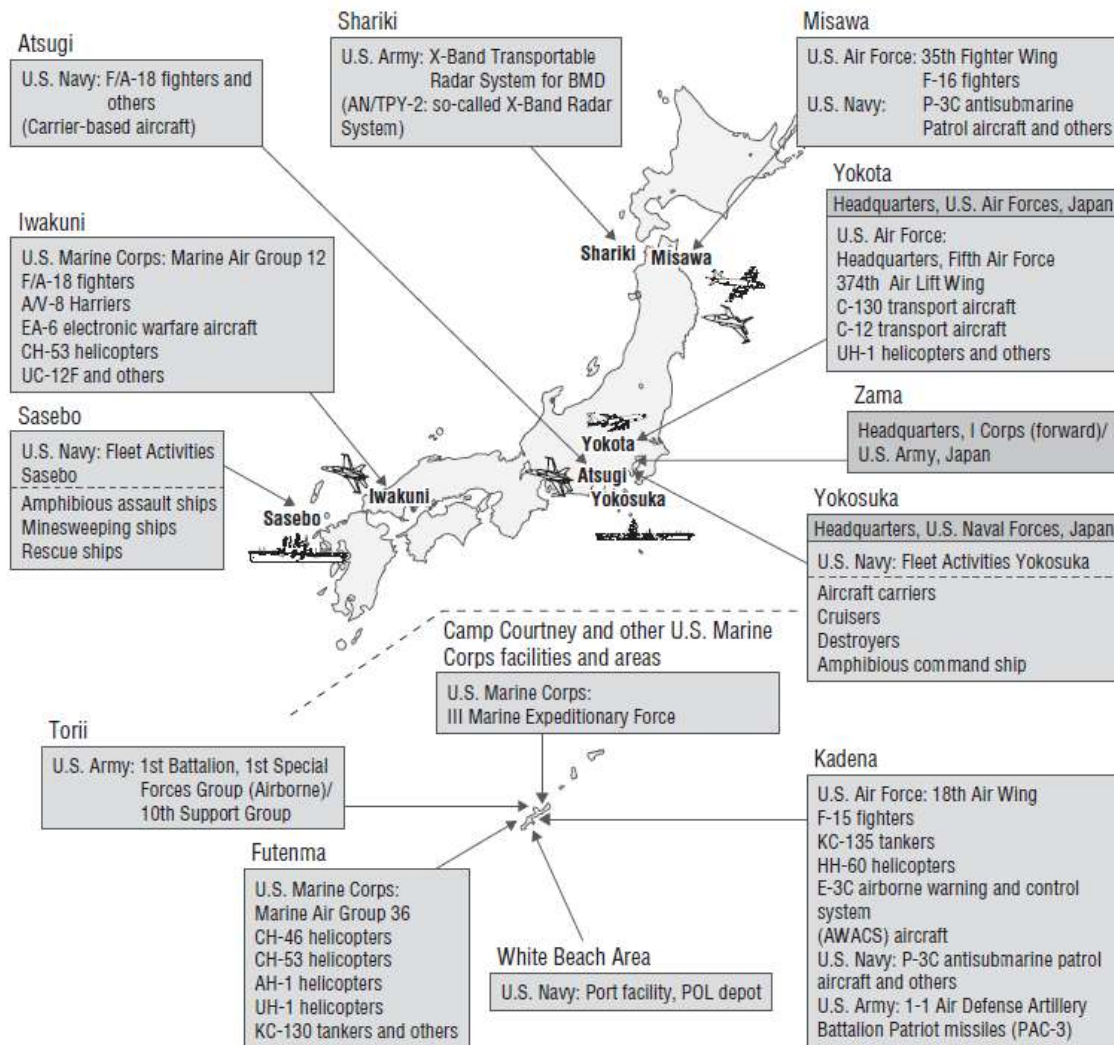 Atsugi
U.S. Navy: F/A-18 fighters and
others
(Carrier-based aircraft)
Shariki
U.S. Army: X-Band Transportable
Radar System for BMD
(AN/TPY-2: so-called X-Band Radar
System)
Misawa
U.S. Air Force: 35th Fighter Wing
F-16 fighters
U.S. Navy: P-3C antisubmarine
Patrol aircraft and others
Iwakuni
U.S. Marine Corps: Marine Air Group 12
F/A-18 fighters
A/V-8 Harriers
EA-6 electronic warfare aircraft
CH-53 helicopters
UC-12F and others
Yokota
Headquarters, U.S. Air Forces, Japan
U.S. Air Force:
Headquarters, Fifth Air Force
374th Air Lift Wing
C-130 transport aircraft
C-12 transport aircraft
UH-1 helicopters and others
Shariki
Misawa
Yokota
Atsugi
Yokosuka
Iwakuni
Sasebo
Sasebo
U.S. Navy: Fleet Activities
Sasebo
Amphibious assault ships
Minesweeping ships
Rescue ships
Zama
Headquarters, I Corps (forward)/
U.S. Army, Japan
Yokosuka
Headquarters, U.S. Naval Forces, Japan
U.S. Navy: Fleet Activities Yokosuka
Aircraft carriers
Cruisers
Destroyers
Amphibious command ship
Camp Courtney and other U.S. Marine
Corps facilities and areas
U.S. Marine Corps:
III Marine Expeditionary Force
Torii
U.S. Army: 1st Battalion, 1st Special
Forces Group (Airborne)/
10th Support Group
Futenma
U.S. Marine Corps:
Marine Air Group 36
CH-46 helicopters
CH-53 helicopters
AH-1 helicopters
UH-1 helicopters
KC-130 tankers and others
White Beach Area
U.S. Navy: Port facility, POL depot
Kadena
U.S. Air Force: 18th Air Wing
F-15 fighters
KC-135 tankers
HH-60 helicopters
E-3C airborne warning and control
system
(AWACS) aircraft
U.S. Navy: P-3C antisubmarine patrol
aircraft and others
U.S. Army: 1-1 Air Defense Artillery
Battalion Patriot missiles (PAC-3)